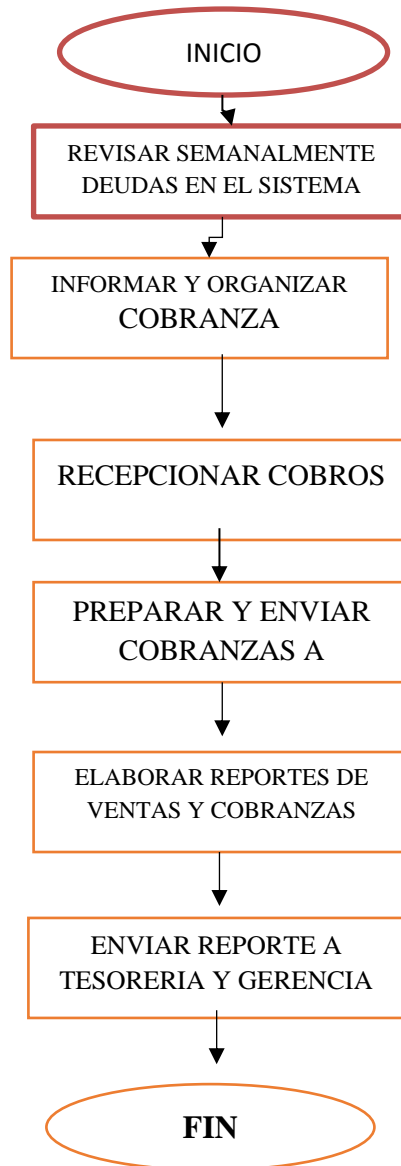 INICIO
REVISAR SEMANALMENTE
DEUDAS EN EL SISTEMA
INFORMAR Y ORGANIZAR
COBRANZA
RECEPCIONAR COBROS
PREPARAR Y ENVIAR
COBRANZAS A
ELABORAR REPORTES DE
VENTAS Y COBRANZAS
ENVIAR REPORTE A
TESORERIA Y GERENCIA
FIN